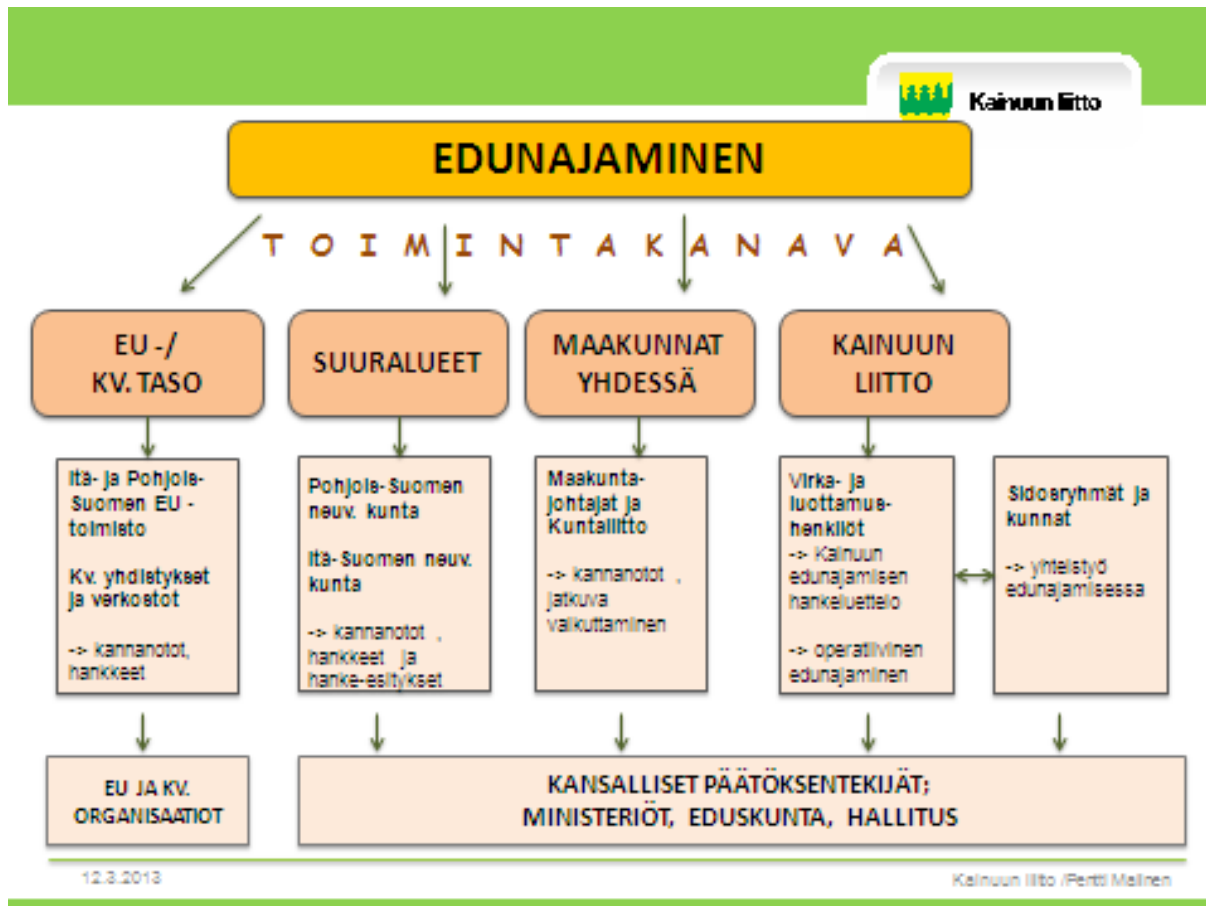 Kainuun liitto
EDUNAJAMINEN
TOIMINTAKANAVA
EU -/
KV. TASO
SUURALUEET
MAAKUNNAT
YHDESSÄ
KAINUUN
LIITTO
Itä- ja Pohjois-
Suomen EU -
toimisto
Kv. yhdistykset
ja verkostot
-> kannanotot,
hankkeet
Pohjois-Suomen
neuv. kunta
Itä-Suomen neuv.
kunta
-> kannanotot ,
hankkeet ja
hanke-esitykset
Maakunta-
johtajat ja
Kuntaliitto
-> kannanotot ,
jatkuva
vaikuttaminen
Virka- ja
luottamus-
henkilöt
-> Kainuun
edunajamisen
hankeluettelo
-> operatiivinen
edunajaminen
Sidosryhmät ja
kunnat
-> yhteistyö
edunajamisessa
EU JA KV.
ORGANISAATIOT
KANSALLISET PÄÄTÖKSENTEKIJÄT;
MINISTERIÖT, EDUSKUNTA, HALLITUS
12.3.2013
Kainuun liitto /Pentti Malinen